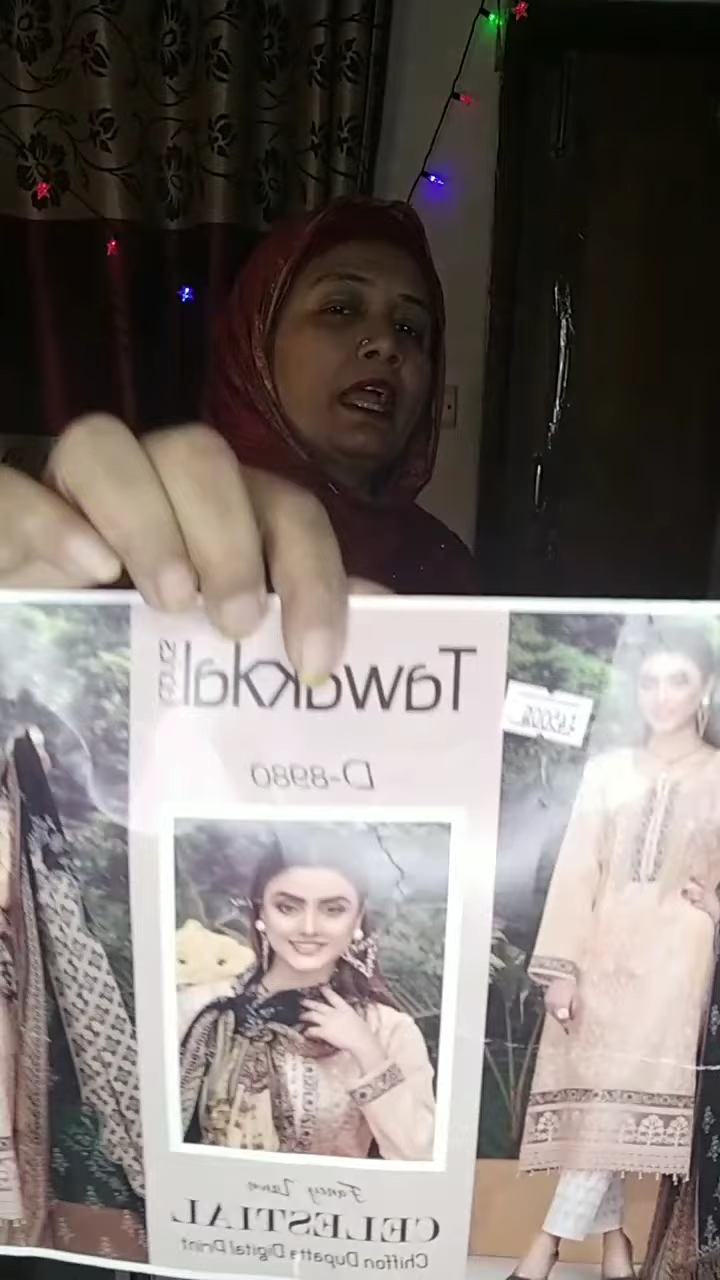 Tawakkal
D-8980
Fancy Lawn
CELESTIAL
Chiffon Dupatta Digital Print